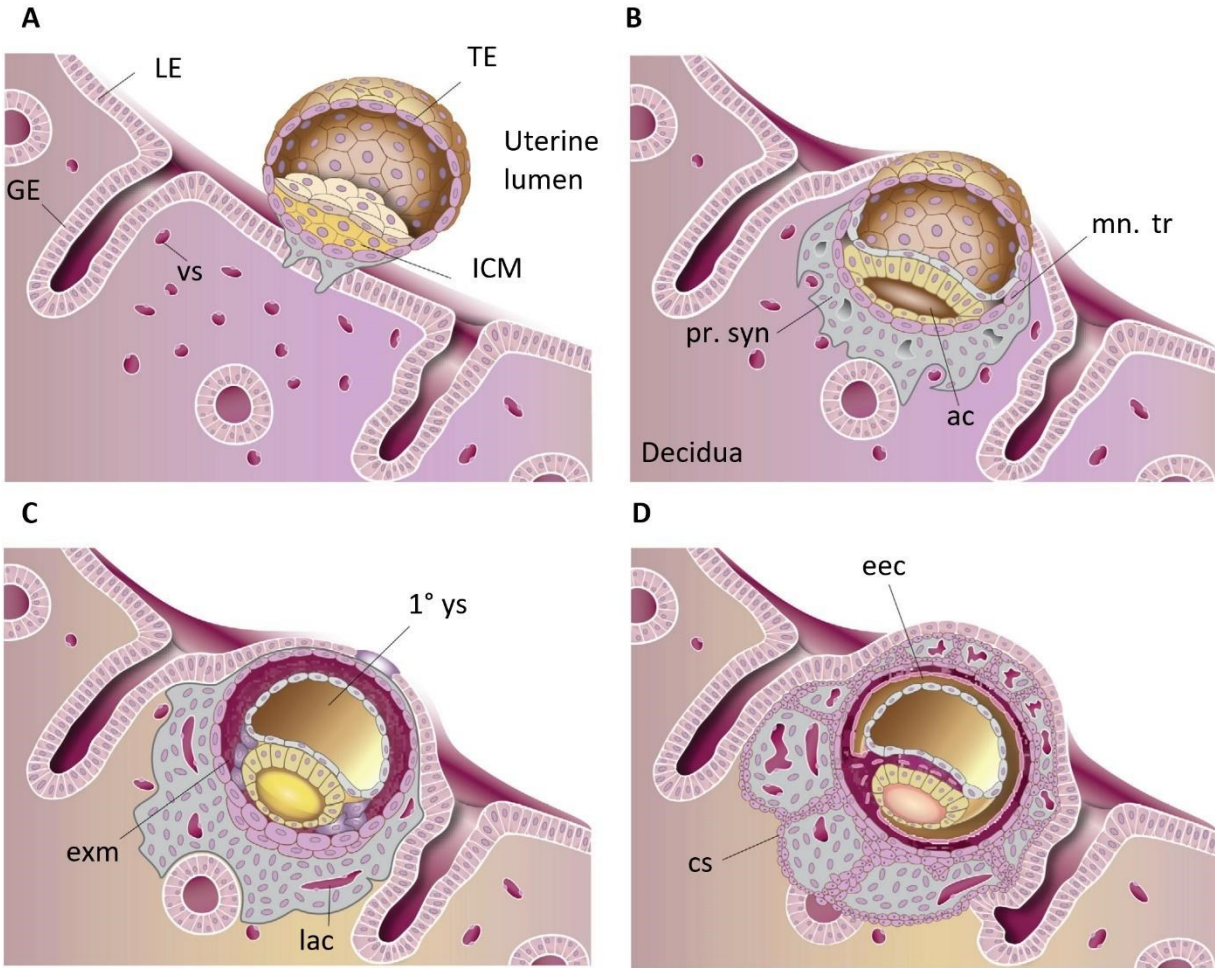 A
LE
TE
Uterine
lumen
GE
vs
ICM
B
mn. tr
pr. syn
ac
Decidua
C
1° ys
exm
lac
D
eec
cs